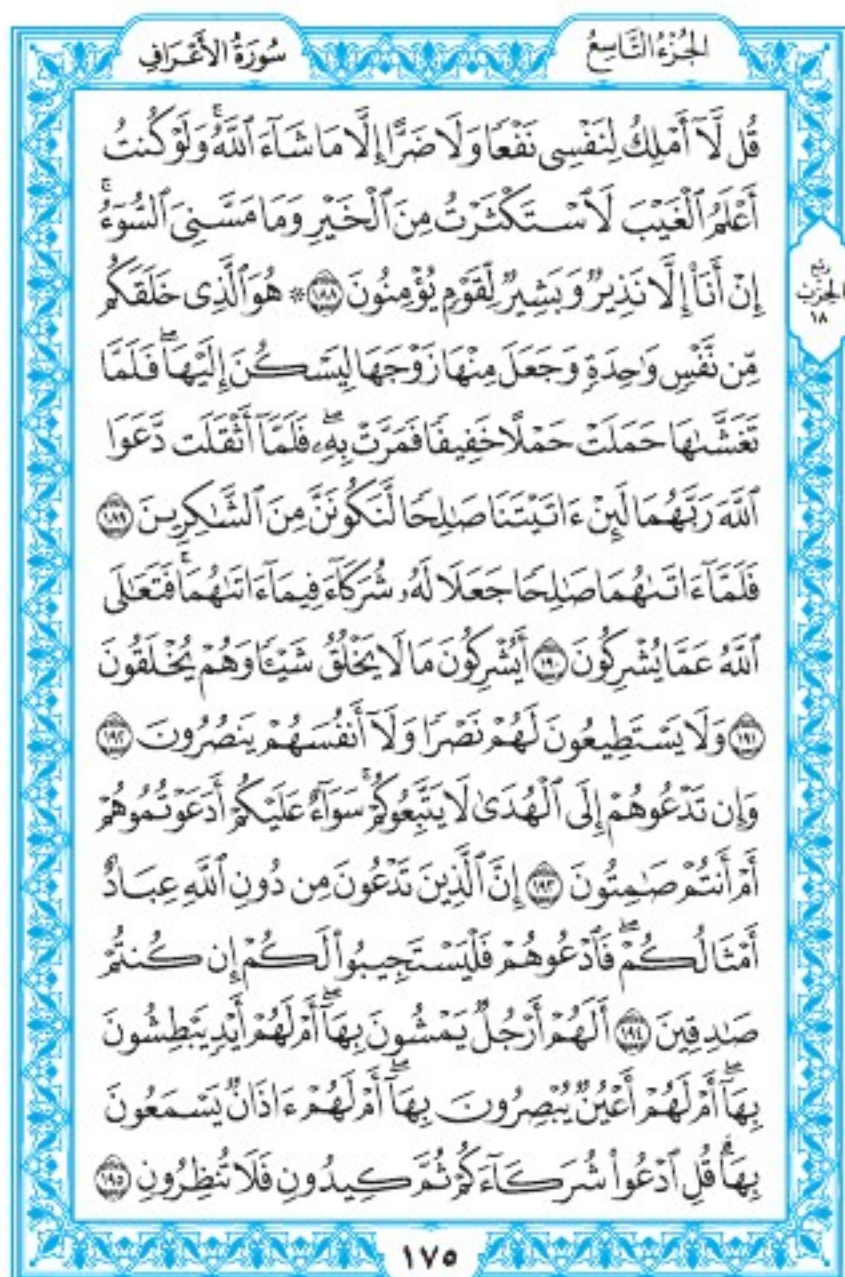 الجُزْءُ التَّاسِعُ
سُورَةُ الأَعْرَافِ
قُل لَّآ أَمْلِكُ لِنَفْسِى نَفْعًا وَلَا ضَرًّا إِلَّا مَا شَآءَ ٱللَّهُ ۚ وَلَوْ كُنتُ
أَعْلَمُ ٱلْغَيْبَ لَٱسْتَكْثَرْتُ مِنَ ٱلْخَيْرِ وَمَا مَسَّنِىَ ٱلسُّوٓءُ ۚ
إِنْ أَنَا۠ إِلَّا نَذِيرٌ وَبَشِيرٌ لِّقَوْمٍ يُؤْمِنُونَ ١٨٨ ۞ هُوَ ٱلَّذِى خَلَقَكُم
مِّن نَّفْسٍ وَٰحِدَةٍ وَجَعَلَ مِنْهَا زَوْجَهَا لِيَسْكُنَ إِلَيْهَا ۖ فَلَمَّا
تَغَشَّىٰهَا حَمَلَتْ حَمْلًا خَفِيفًا فَمَرَّتْ بِهِۦ ۖ فَلَمَّآ أَثْقَلَت دَّعَوَا
ٱللَّهَ رَبَّهُمَا لَئِنْ ءَاتَيْتَنَا صَٰلِحًا لَّنَكُونَنَّ مِنَ ٱلشَّٰكِرِينَ ١٨٩
فَلَمَّآ ءَاتَىٰهُمَا صَٰلِحًا جَعَلَا لَهُۥ شُرَكَآءَ فِيمَآ ءَاتَىٰهُمَا ۚ فَتَعَٰلَى
ٱللَّهُ عَمَّا يُشْرِكُونَ ١٩٠ أَيُشْرِكُونَ مَا لَا يَخْلُقُ شَيْـًٔا وَهُمْ يُخْلَقُونَ
١٩١ وَلَا يَسْتَطِيعُونَ لَهُمْ نَصْرًا وَلَآ أَنفُسَهُمْ يَنصُرُونَ ١٩٢
وَإِن تَدْعُوهُمْ إِلَى ٱلْهُدَىٰ لَا يَتَّبِعُوكُمْ ۚ سَوَآءٌ عَلَيْكُمْ أَدَعَوْتُمُوهُمْ
أَمْ أَنتُمْ صَٰمِتُونَ ١٩٣ إِنَّ ٱلَّذِينَ تَدْعُونَ مِن دُونِ ٱللَّهِ عِبَادٌ
أَمْثَالُكُمْ ۖ فَٱدْعُوهُمْ فَلْيَسْتَجِيبُوا۟ لَكُمْ إِن كُنتُمْ
صَٰدِقِينَ ١٩٤ أَلَهُمْ أَرْجُلٌ يَمْشُونَ بِهَآ ۖ أَمْ لَهُمْ أَيْدٍ يَبْطِشُونَ
بِهَآ ۖ أَمْ لَهُمْ أَعْيُنٌ يُبْصِرُونَ بِهَآ ۖ أَمْ لَهُمْ ءَاذَانٌ يَسْمَعُونَ
بِهَا ۗ قُلِ ٱدْعُوا۟ شُرَكَآءَكُمْ ثُمَّ كِيدُونِ فَلَا تُنظِرُونِ ١٩٥
رُبْع
الحِزْب
١٨
١٧٥